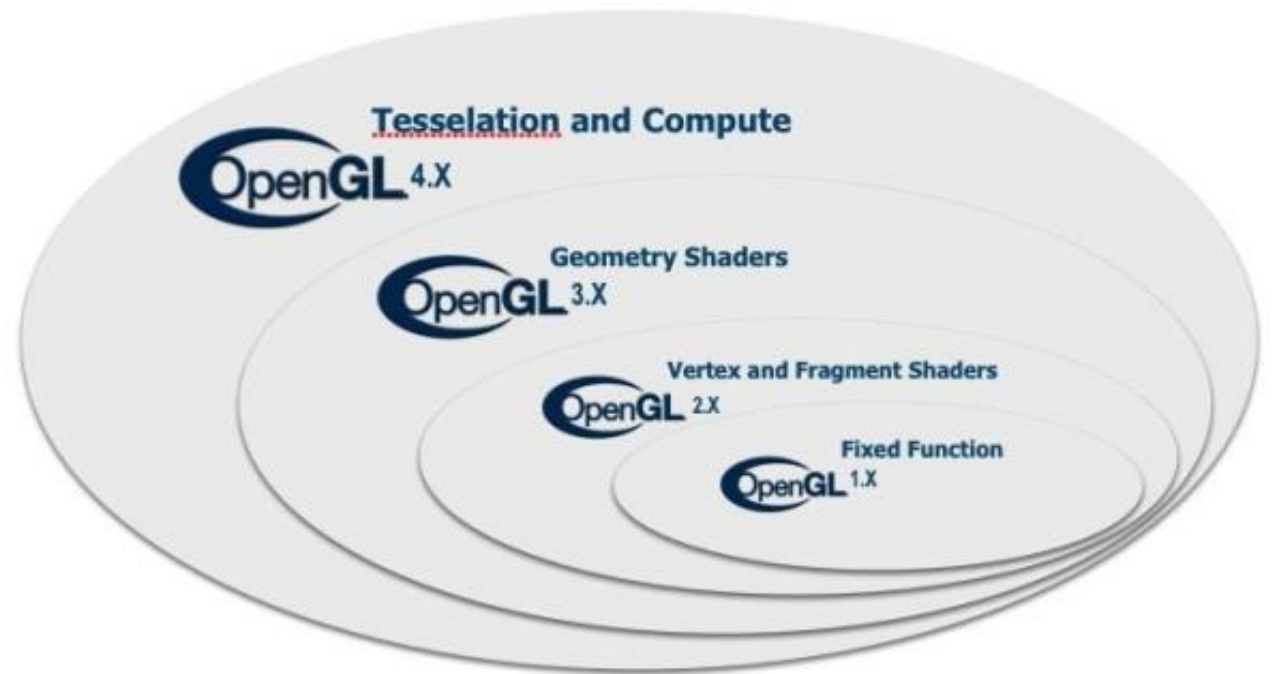 Tesselation and Compute
OpenGL 4.X
Geometry Shaders
OpenGL 3.X
Vertex and Fragment Shaders
OpenGL 2.X
Fixed Function
OpenGL 1.X